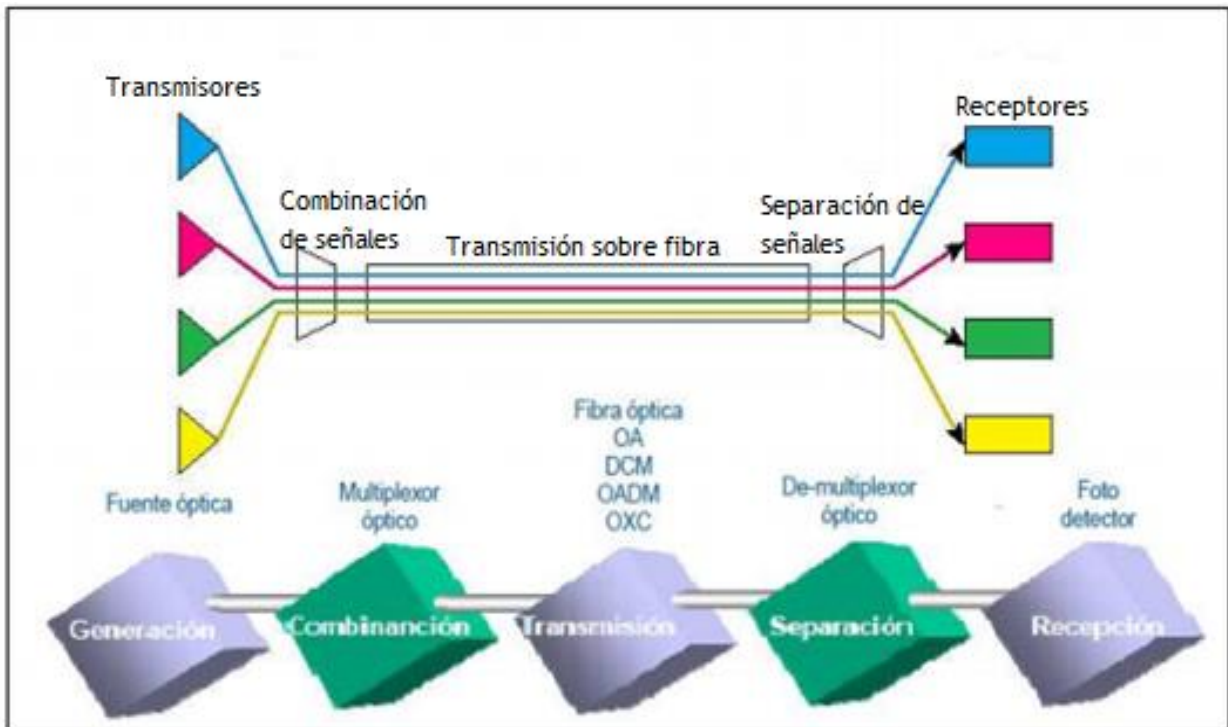 Transmisores
Receptores
Combinación
de señales
Transmisión sobre fibra
Separación de
señales
Fuente óptica
Multiplexor
óptico
Fibra óptica
OA
DCM
OADM
OXC
De-multiplexor
óptico
Foto
detector
Generación
Combinanción
Transmisión
Separación
Recepción